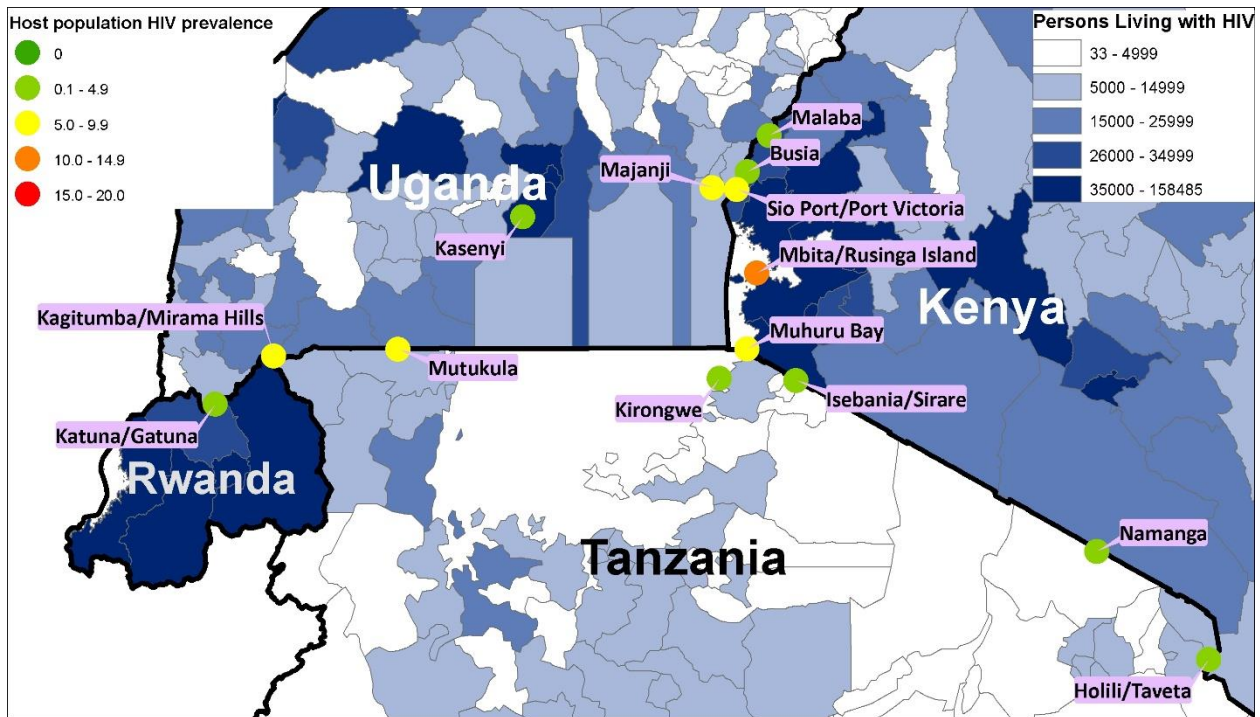 Host population HIV prevalence
0
0.1 - 4.9
5.0 - 9.9
10.0 - 14.9
15.0 - 20.0
Persons Living with HIV
33 - 4999
5000 - 14999
15000 - 25999
26000 - 34999
35000 - 158485
Malaba
Busia
Majanji
Uganda
Sio Port/Port Victoria
Kasenyi
Mbita/Rusinga Island
Kenya
Kagitumba/Mirama Hills
Muhuru Bay
Mutukula
Kirongwe
Isebania/Sirare
Katuna/Gatuna
Rwanda
Namanga
Tanzania
Holili/Taveta